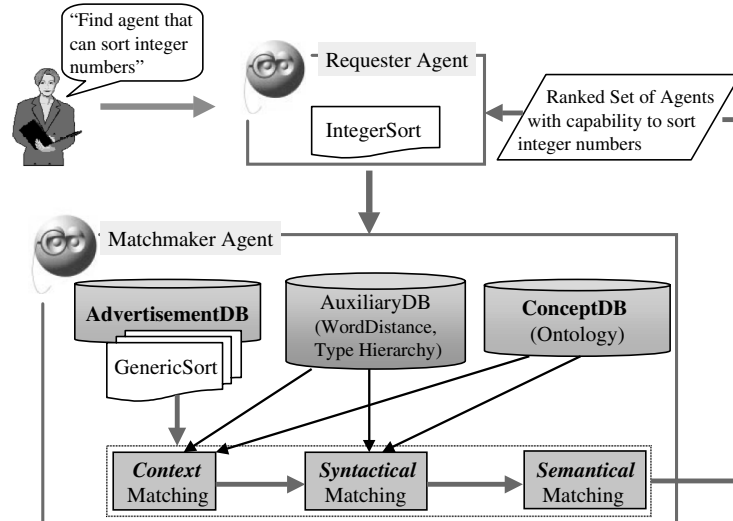 “Find agent that
can sort integer
numbers”
Requester Agent
IntegerSort
Ranked Set of Agents
with capability to sort
integer numbers
Matchmaker Agent
AdvertisementDB
GenericSort
AuxiliaryDB
(WordDistance,
Type Hierarchy)
ConceptDB
(Ontology)
Context
Matching
Syntactical
Matching
Semantical
Matching